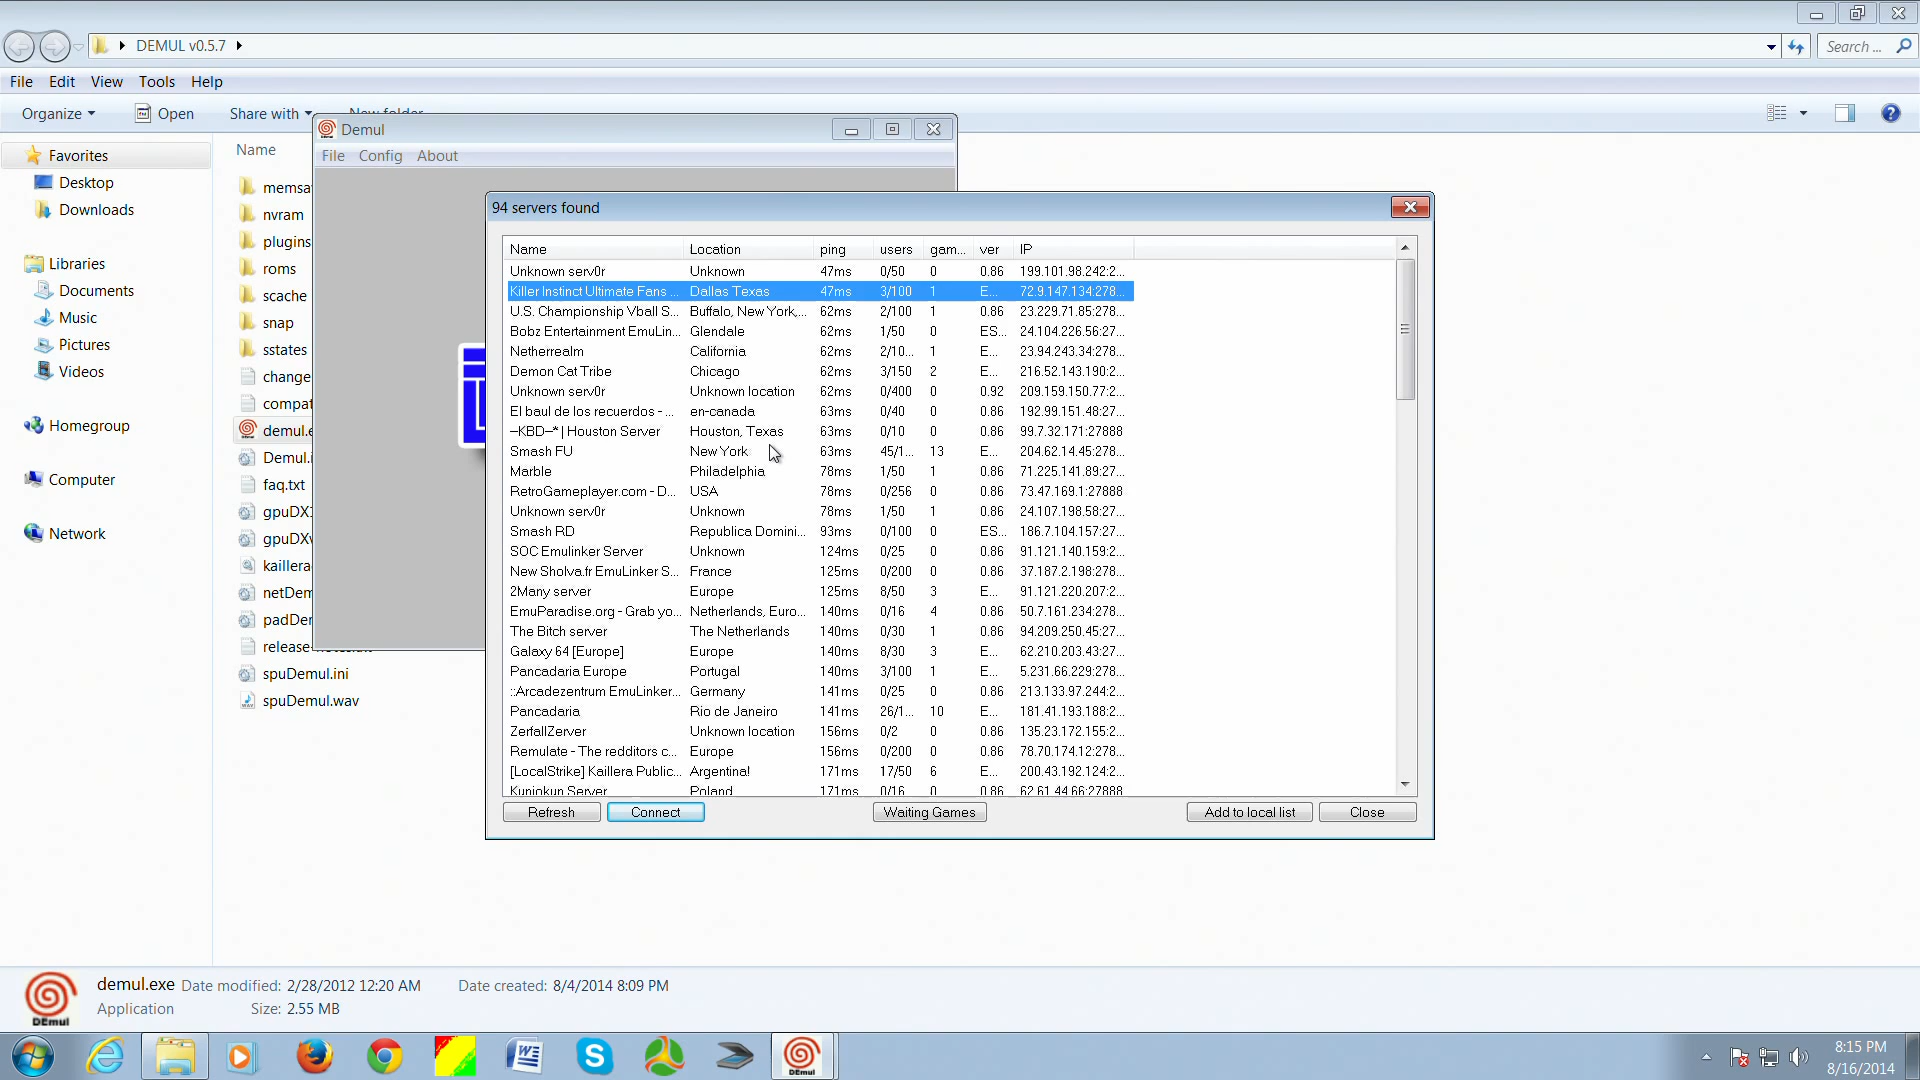 DEMUL v0.5.7
Search ...
File Edit View Tools Help
Organize Open Share with New folder
Favorites
Desktop
Downloads
Libraries
Documents
Music
Pictures
Videos
Homegroup
Computer
Network
Name
memsa
nvram
plugins
roms
scache
snap
sstates
change
compat
demul.e
Demul.i
faq.txt
gpuDX1
gpuDX
kaillera
netDem
padDer
release
spuDemul.ini
spuDemul.wav
Demul
File Config About
94 servers found
Name Location ping users gam... ver IP
Unknown serv0r Unknown 47ms 0/50 0 0.86 199.101.98.242:2...
Killer Instinct Ultimate Fans ... Dallas Texas 47ms 3/100 1 E... 72.9.147.134:278...
U.S. Championship Vball S... Buffalo, New York,... 62ms 2/100 1 0.86 23.229.71.85:278...
Bobz Entertainment EmuLin... Glendale 62ms 1/50 0 ES... 24.104.226.56:27...
Netherrealm California 62ms 2/10... 1 E... 23.94.243.34:278...
Demon Cat Tribe Chicago 62ms 3/150 2 E... 216.52.143.190:2...
Unknown serv0r Unknown location 62ms 0/400 0 0.92 209.159.150.77:2...
El baul de los recuerdos - ... en-canada 63ms 0/40 0 0.86 192.99.151.48:27...
--KBD--* | Houston Server Houston, Texas 63ms 0/10 0 0.86 99.7.32.171:27888
Smash FU New York 63ms 45/1... 13 E... 204.62.14.45:278...
Marble Philadelphia 78ms 1/50 1 0.86 71.225.141.89:27...
RetroGameplayer.com - D... USA 78ms 0/256 0 0.86 73.47.169.1:27888
Unknown serv0r Unknown 78ms 1/50 1 0.86 24.107.198.58:27...
Smash RD Republica Domini... 93ms 0/100 0 ES... 186.7.104.157:27...
SOC Emulinker Server Unknown 124ms 0/25 0 0.86 91.121.140.159:2...
New Sholva.fr EmuLinker S... France 125ms 0/200 0 0.86 37.187.2.198:278...
2Many server Europe 125ms 8/50 3 E... 91.121.220.207:2...
EmuParadise.org - Grab yo... Netherlands, Euro... 140ms 0/16 4 0.86 50.7.161.234:278...
The Bitch server The Netherlands 140ms 0/30 1 0.86 94.209.250.45:27...
Galaxy 64 [Europe] Europe 140ms 8/30 3 E... 62.210.203.43:27...
Pancadaria Europe Portugal 140ms 3/100 1 E... 5.231.66.229:278...
::Arcadezentrum EmuLinker... Germany 141ms 0/25 0 0.86 213.133.97.244:2...
Pancadaria Rio de Janeiro 141ms 26/1... 10 E... 181.41.193.188:2...
ZerfallZerver Unknown location 156ms 0/2 0 0.86 135.23.172.155:2...
Remulate - The redditors c... Europe 156ms 0/200 0 0.86 78.70.174.12:278...
[LocalStrike] Kaillera Public... Argentina! 171ms 17/50 6 E... 200.43.192.124:2...
Kuniokun Server Poland 171ms 0/16 0 0.86 62.61.44.66:27888
Refresh Connect Waiting Games Add to local list Close
demul.exe Date modified: 2/28/2012 12:20 AM Date created: 8/4/2014 8:09 PM
Application Size: 2.55 MB
DEmul
DEmul
8:15 PM
8/16/2014